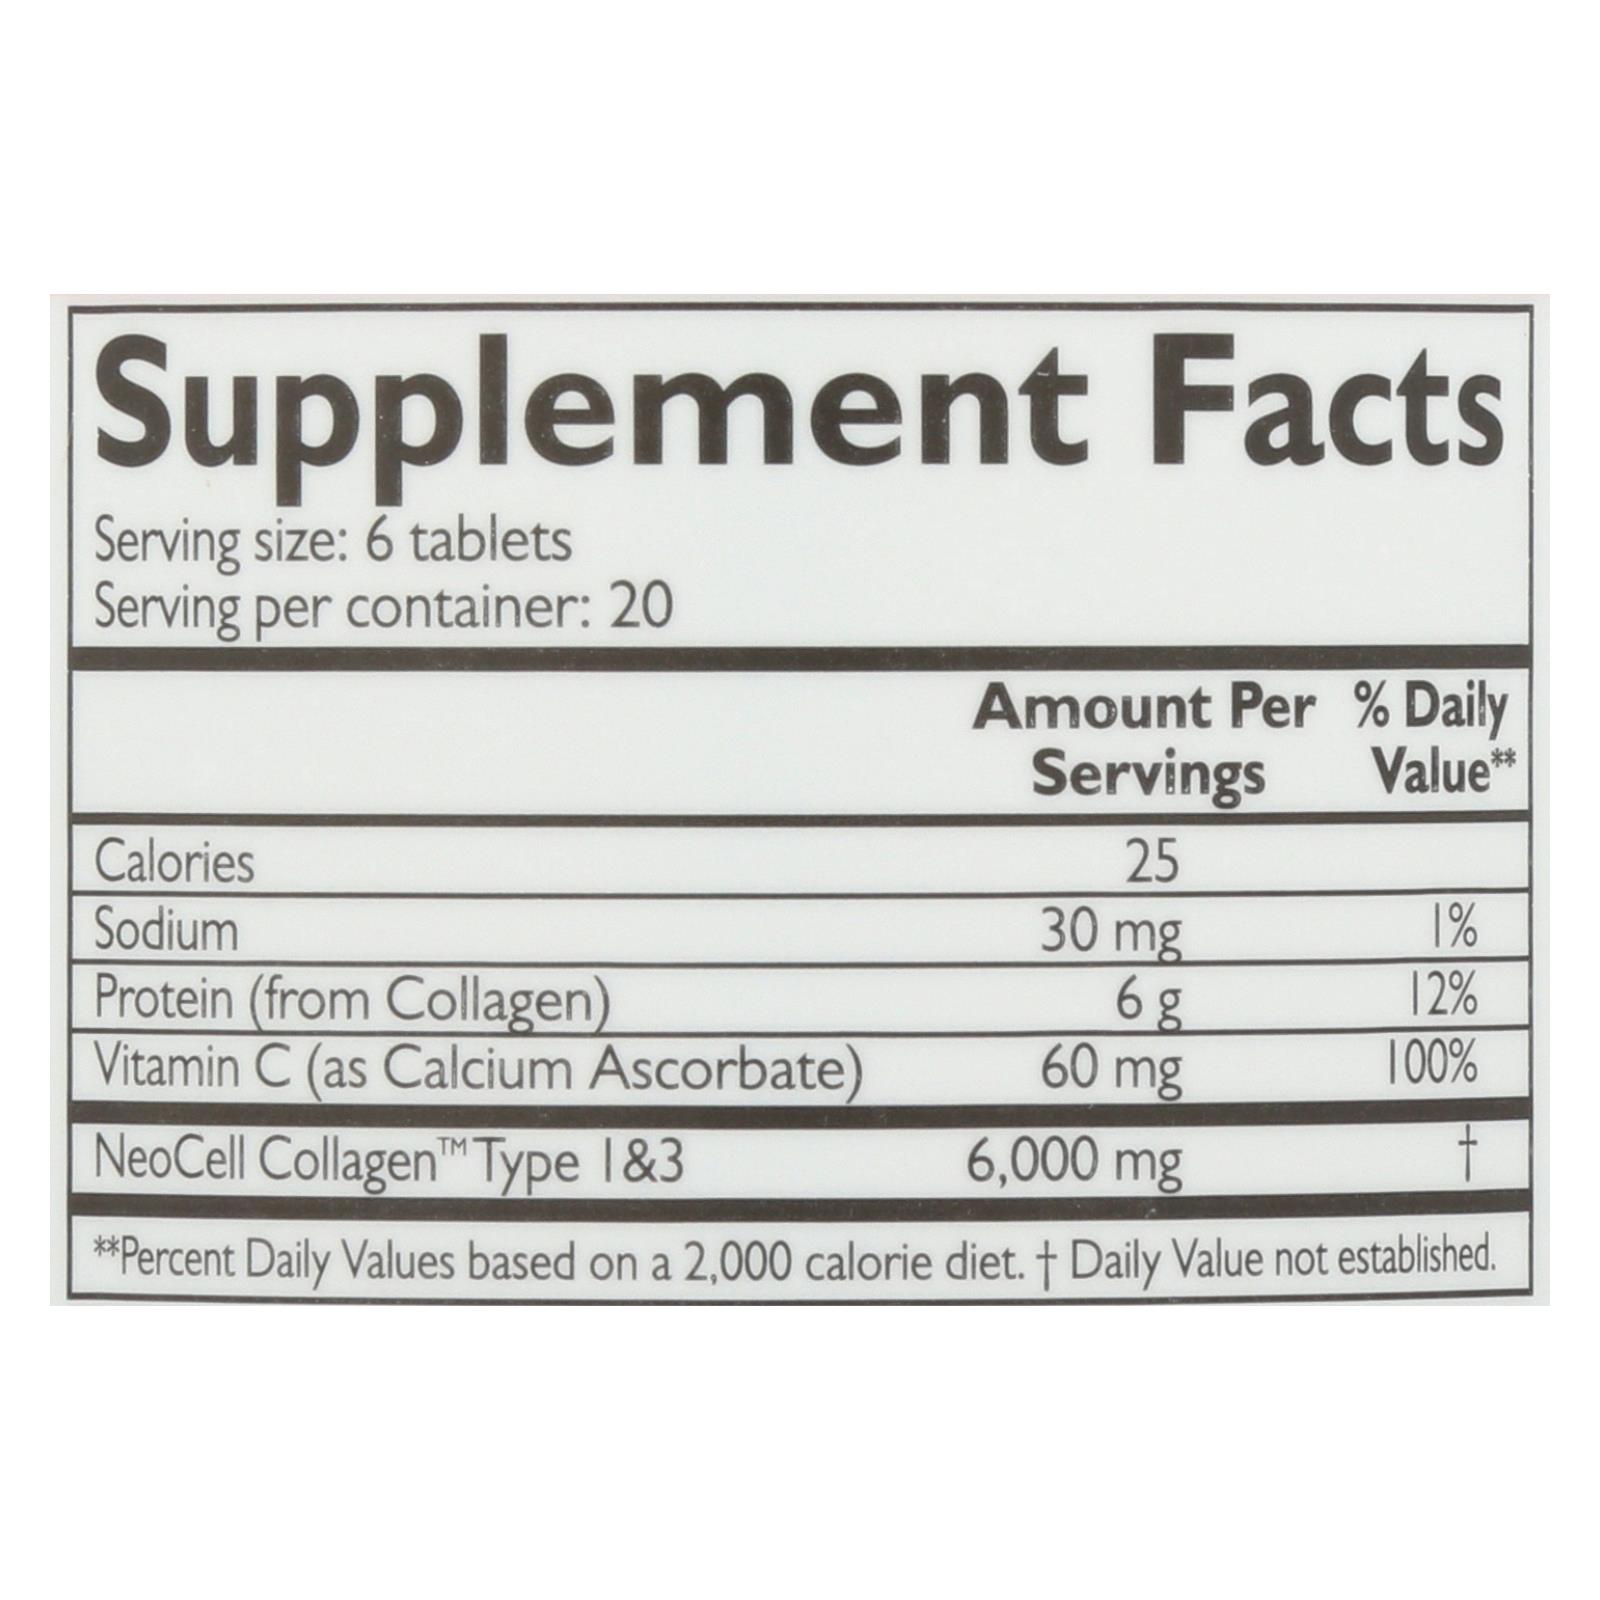 Supplement Facts
Serving size: 6 tablets
Serving per container: 20
Amount Per % Daily
Servings Value**
Calories 25
Sodium 30 mg 1%
Protein (from Collagen) 6 g 12%
Vitamin C (as Calcium Ascorbate) 60 mg 100%
NeoCell Collagen™ Type 1&3 6,000 mg †
**Percent Daily Values based on a 2,000 calorie diet. † Daily Value not established.